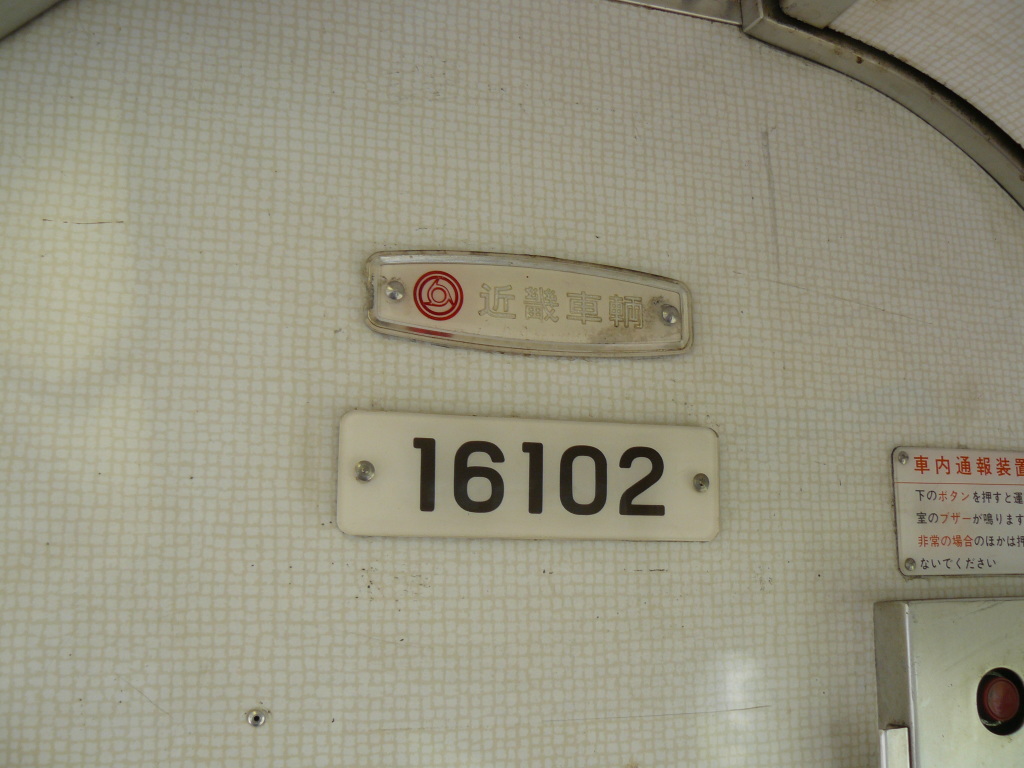 近畿車輌
16102
車内通報装置
下のボタンを押すと運
室のブザーが鳴ります
非常の場合のほかは押
ないでください